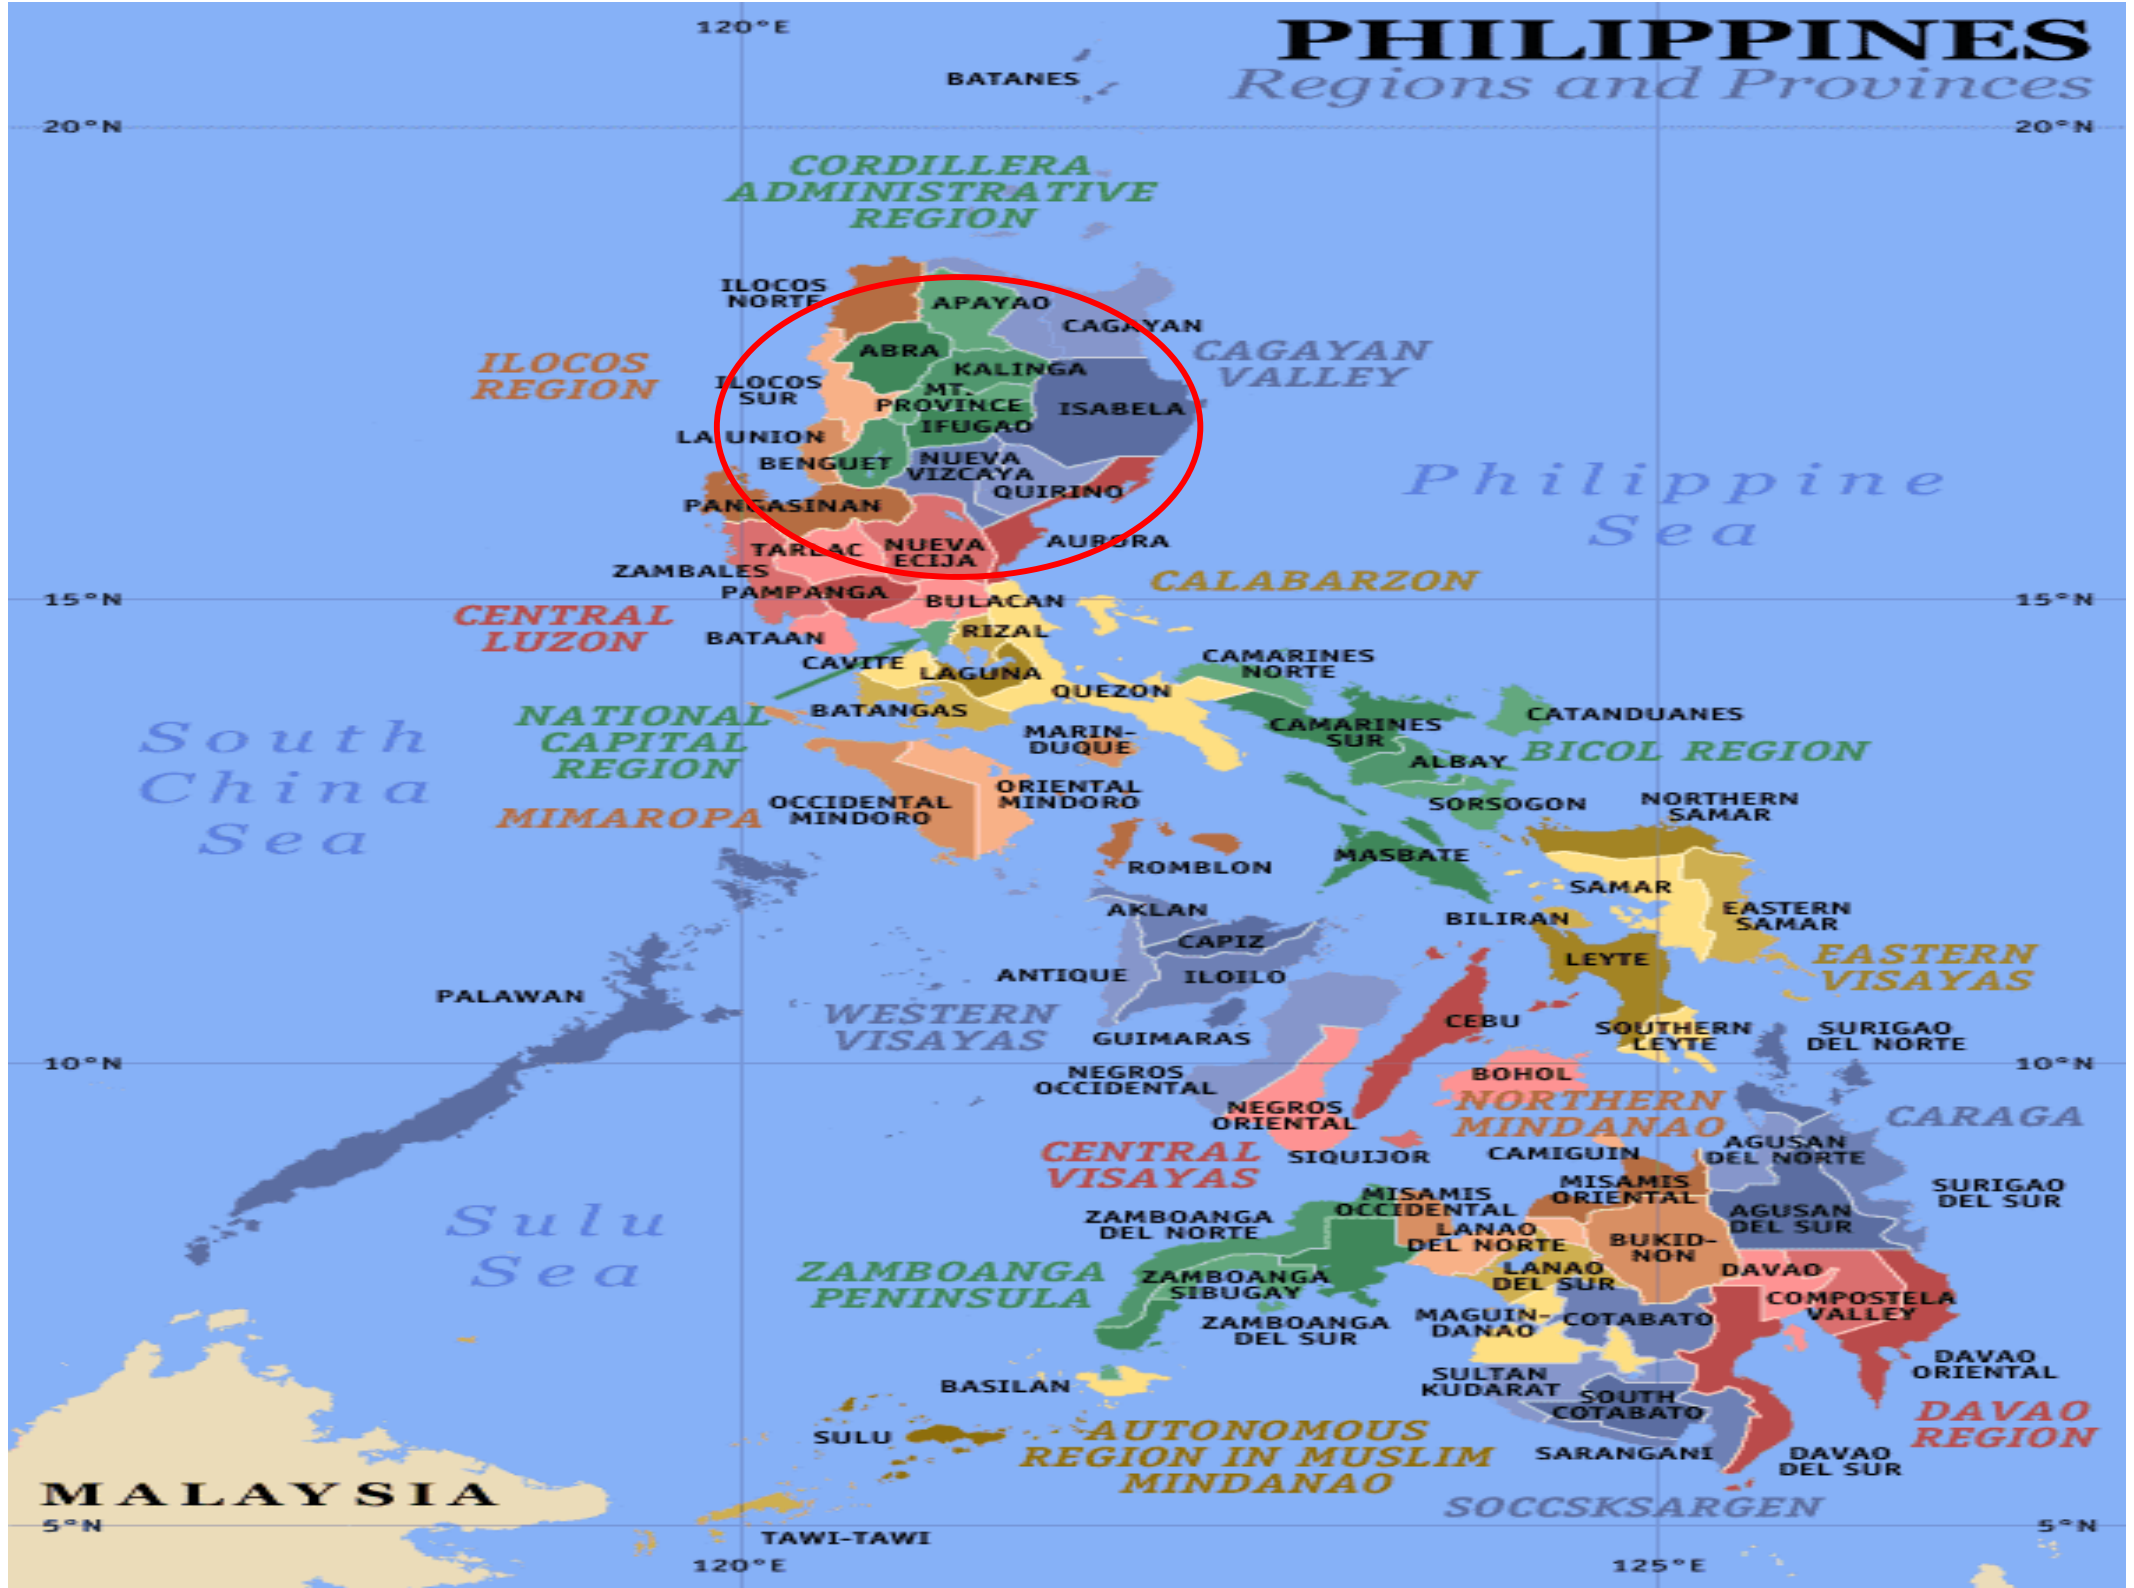 120°E
PHILIPPINES
Regions and Provinces
BATANES
20°N
20°N
CORDILLERA
ADMINISTRATIVE
REGION
ILOCOS
NORTE
APAYAO
CAGAYAN
ABRA
ILOCOS
REGION
KALINGA
CAGAYAN
VALLEY
ILOCOS
SUR
MT.
PROVINCE
ISABELA
IFUGAO
LA UNION
BENGUET
NUEVA
VIZCAYA
QUIRINO
PANGASINAN
Philippine
Sea
TARLAC
NUEVA
ECIJA
AURORA
ZAMBALES
CALABARZON
15°N
PAMPANGA
BULACAN
15°N
CENTRAL
LUZON
BATAAN
RIZAL
CAVITE
LAGUNA
CAMARINES
NORTE
QUEZON
BATANGAS
NATIONAL
CAPITAL
REGION
South
China
Sea
MARIN-
DUQUE
CAMARINES
SUR
CATANDUANES
BICOL REGION
ALBAY
ORIENTAL
MINDORO
OCCIDENTAL
MINDORO
MIMAROPA
SORSOGON
NORTHERN
SAMAR
ROMBLON
MASBATE
SAMAR
AKLAN
BILIRAN
EASTERN
SAMAR
CAPIZ
LEYTE
EASTERN
VISAYAS
ANTIQUE
ILOILO
PALAWAN
WESTERN
VISAYAS
CEBU
GUIMARAS
SOUTHERN
LEYTE
SURIGAO
DEL NORTE
10°N
10°N
NEGROS
OCCIDENTAL
BOHOL
NEGROS
ORIENTAL
NORTHERN
MINDANAO
CARAGA
CENTRAL
VISAYAS
SIQUIJOR
CAMIGUIN
AGUSAN
DEL NORTE
MISAMIS
OCCIDENTAL
MISAMIS
ORIENTAL
SURIGAO
DEL SUR
Sulu
Sea
ZAMBOANGA
DEL NORTE
LANAO
DEL NORTE
AGUSAN
DEL SUR
BUKID-
NON
ZAMBOANGA
PENINSULA
ZAMBOANGA
SIBUGAY
LANAO
DEL SUR
DAVAO
COMPOSTELA
VALLEY
ZAMBOANGA
DEL SUR
MAGUIN-
DANAO
COTABATO
BASILAN
SULTAN
KUDARAT
DAVAO
ORIENTAL
SOUTH
COTABATO
SULU
AUTONOMOUS
REGION IN MUSLIM
MINDANAO
DAVAO
REGION
SARANGANI
DAVAO
DEL SUR
MALAYSIA
SOCCSKSARGEN
5°N
5°N
TAWI-TAWI
120°E
125°E